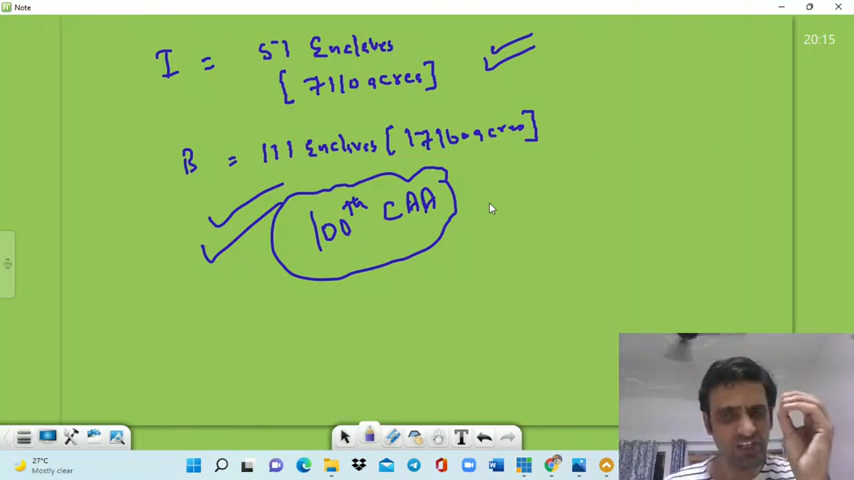 Note
20:15
I = 51 Enclaves
[7110 acres]
B = 111 Enclaves [17160 acres]
100th CAA
27°C
Mostly clear